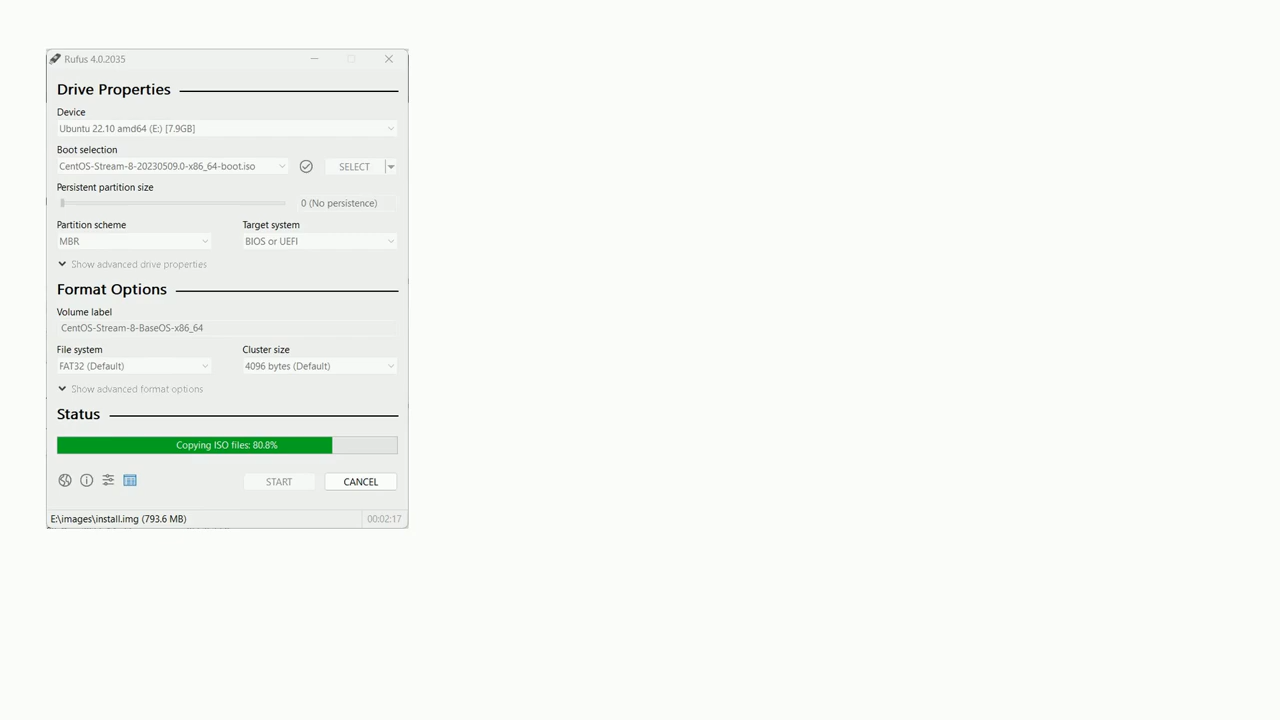 Rufus 4.0.2035
Drive Properties
Device
Ubuntu 22.10 amd64 (E:) [7.9GB]
Boot selection
CentOS-Stream-8-20230509.0-x86_64-boot.iso
SELECT
Persistent partition size
0 (No persistence)
Partition scheme
Target system
MBR
BIOS or UEFI
Show advanced drive properties
Format Options
Volume label
CentOS-Stream-8-BaseOS-x86_64
File system
Cluster size
FAT32 (Default)
4096 bytes (Default)
Show advanced format options
Status
Copying ISO files: 80.8%
START
CANCEL
E:\images\install.img (793.6 MB)
00:02:17